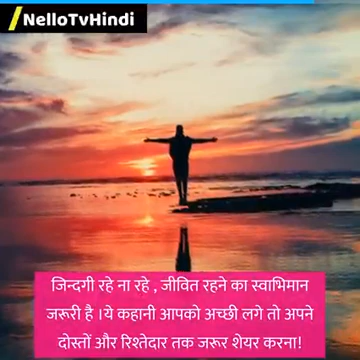 /NelloTvHindi
जिन्दगी रहे ना रहे , जीवित रहने का स्वाभिमान
जरूरी है ।ये कहानी आपको अच्छी लगे तो अपने
दोस्तों और रिश्तेदार तक जरूर शेयर करना!